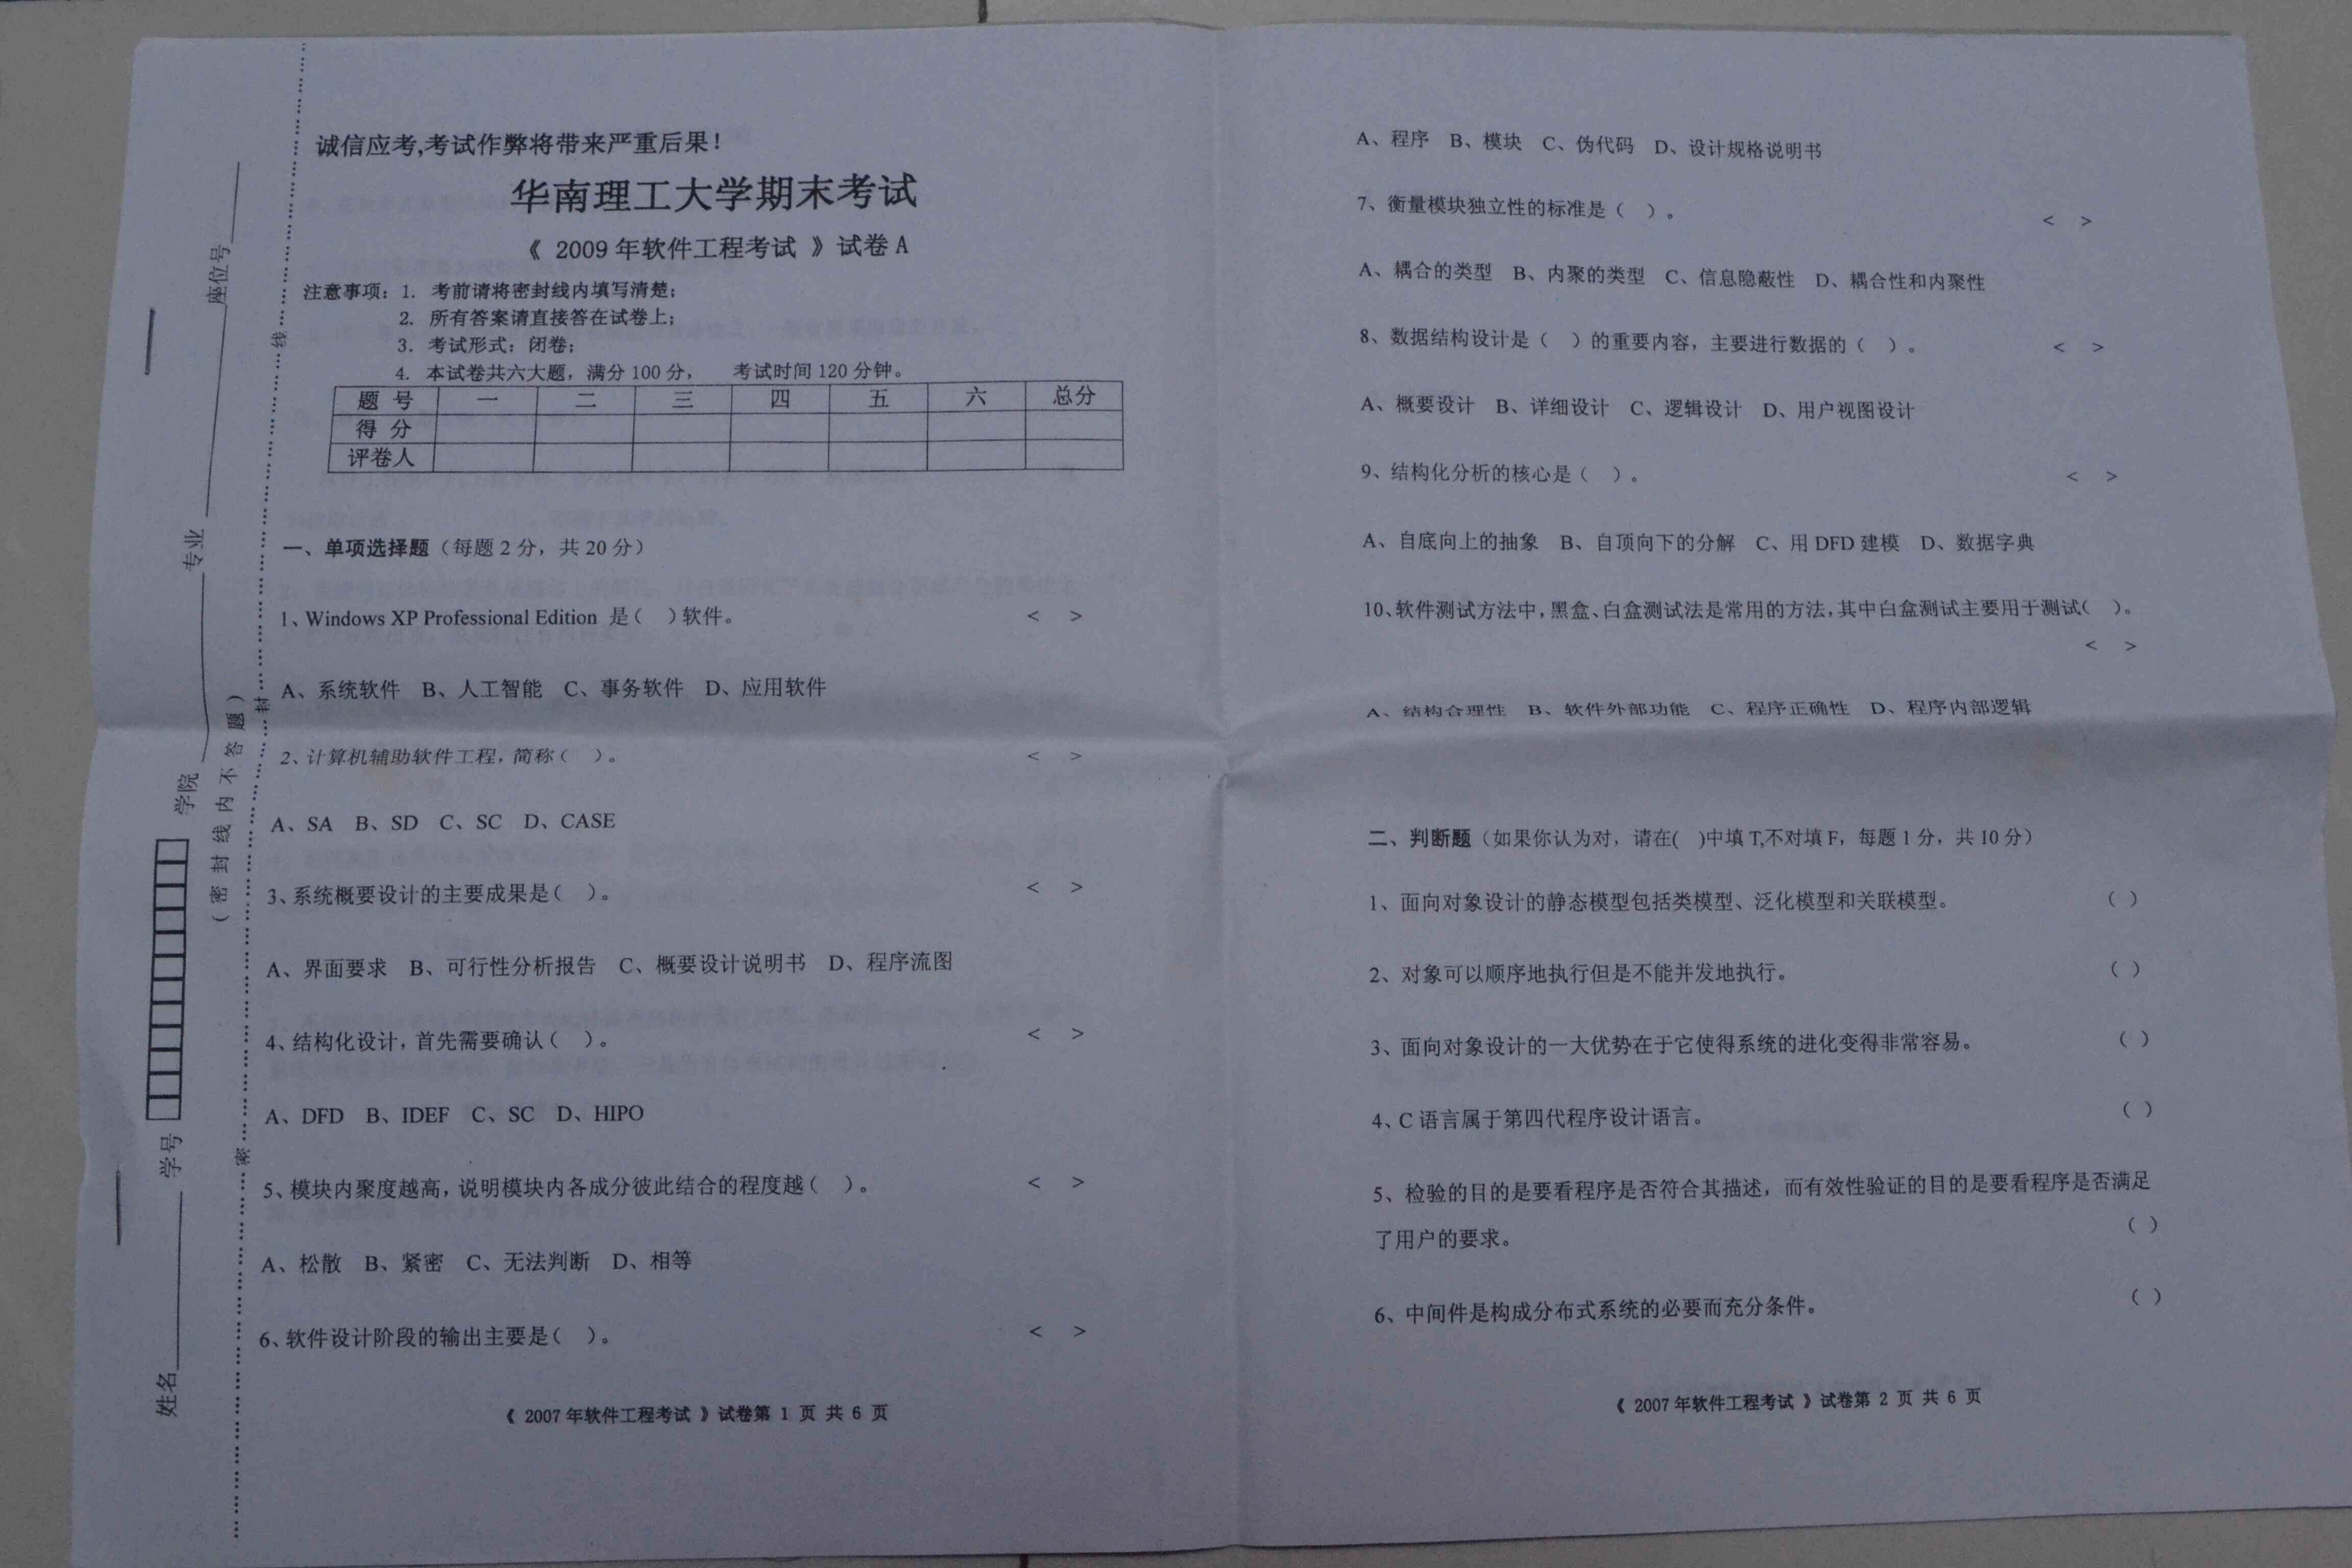 诚信应考,考试作弊将带来严重后果!
华南理工大学期末考试
《 2009 年软件工程考试 》试卷 A
注意事项: 1. 考前请将密封线内填写清楚;
2. 所有答案请直接答在试卷上;
3. 考试形式: 闭卷;
4. 本试卷共六大题, 满分 100 分, 考试时间 120 分钟。
题 号 一 二 三 四 五 六 总分
得 分
评卷人
一、单项选择题(每题 2 分, 共 20 分)
1、Windows XP Professional Edition 是( )软件。 < >
A、系统软件 B、人工智能 C、事务软件 D、应用软件
2、计算机辅助软件工程, 简称( )。 < >
A、SA B、SD C、SC D、CASE
3、系统概要设计的主要成果是( )。 < >
A、界面要求 B、可行性分析报告 C、概要设计说明书 D、程序流图
4、结构化设计, 首先需要确认( )。 < >
A、DFD B、IDEF C、SC D、HIPO
5、模块内聚度越高, 说明模块内各成分彼此结合的程度越( )。 < >
A、松散 B、紧密 C、无法判断 D、相等
6、软件设计阶段的输出主要是( )。 < >
《 2007 年软件工程考试 》试卷第 1 页 共 6 页
姓名 学号 学院 专业 座位号
( 密 封 线 内 不 答 题 )
密 封 线
A、程序 B、模块 C、伪代码 D、设计规格说明书
7、衡量模块独立性的标准是( )。 < >
A、耦合的类型 B、内聚的类型 C、信息隐蔽性 D、耦合性和内聚性
8、数据结构设计是( )的重要内容, 主要进行数据的( )。 < >
A、概要设计 B、详细设计 C、逻辑设计 D、用户视图设计
9、结构化分析的核心是( )。 < >
A、自底向上的抽象 B、自顶向下的分解 C、用 DFD 建模 D、数据字典
10、软件测试方法中, 黑盒、白盒测试法是常用的方法, 其中白盒测试主要用于测试( )。
< >
A、结构合理性 B、软件外部功能 C、程序正确性 D、程序内部逻辑
二、判断题(如果你认为对, 请在( )中填 T,不对填 F, 每题 1 分, 共 10 分)
1、面向对象设计的静态模型包括类模型、泛化模型和关联模型。 ( )
2、对象可以顺序地执行但是不能并发地执行。 ( )
3、面向对象设计的一大优势在于它使得系统的进化变得非常容易。 ( )
4、C 语言属于第四代程序设计语言。 ( )
5、检验的目的是要看程序是否符合其描述, 而有效性验证的目的是要看程序是否满足
了用户的要求。 ( )
6、中间件是构成分布式系统的必要而充分条件。 ( )
《 2007 年软件工程考试 》试卷第 2 页 共 6 页